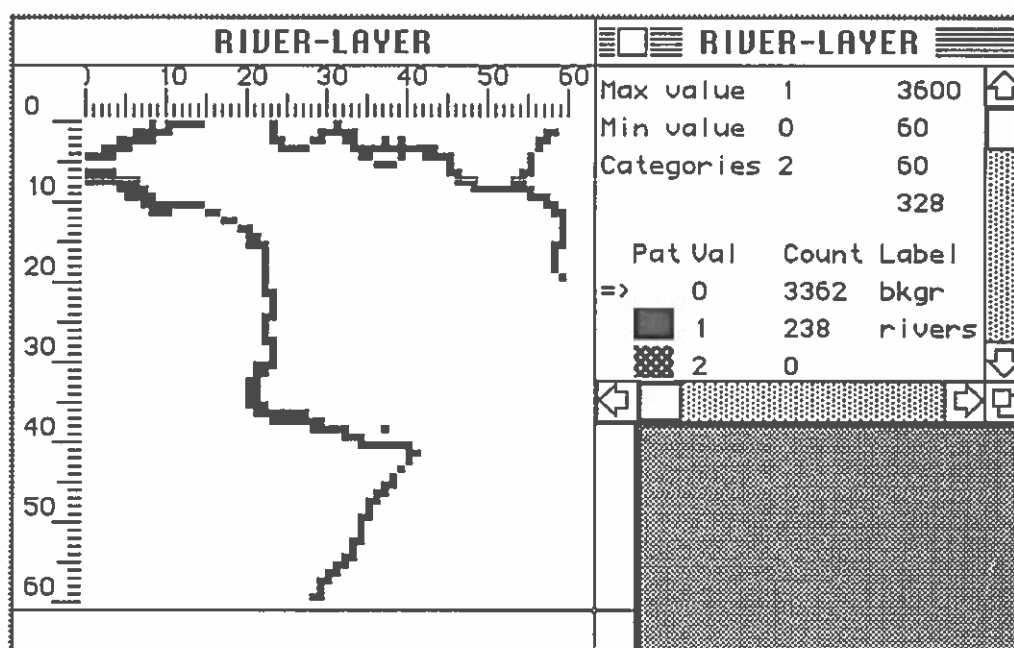 RIVER-LAYER
) 10 20 30 40 50 60
0
10
20
30
40
50
60
RIVER-LAYER
Max value 1 3600
Min value 0 60
Categories 2 60
328
Pat Val Count Label
=> 0 3362 bkgr
1 238 rivers
2 0